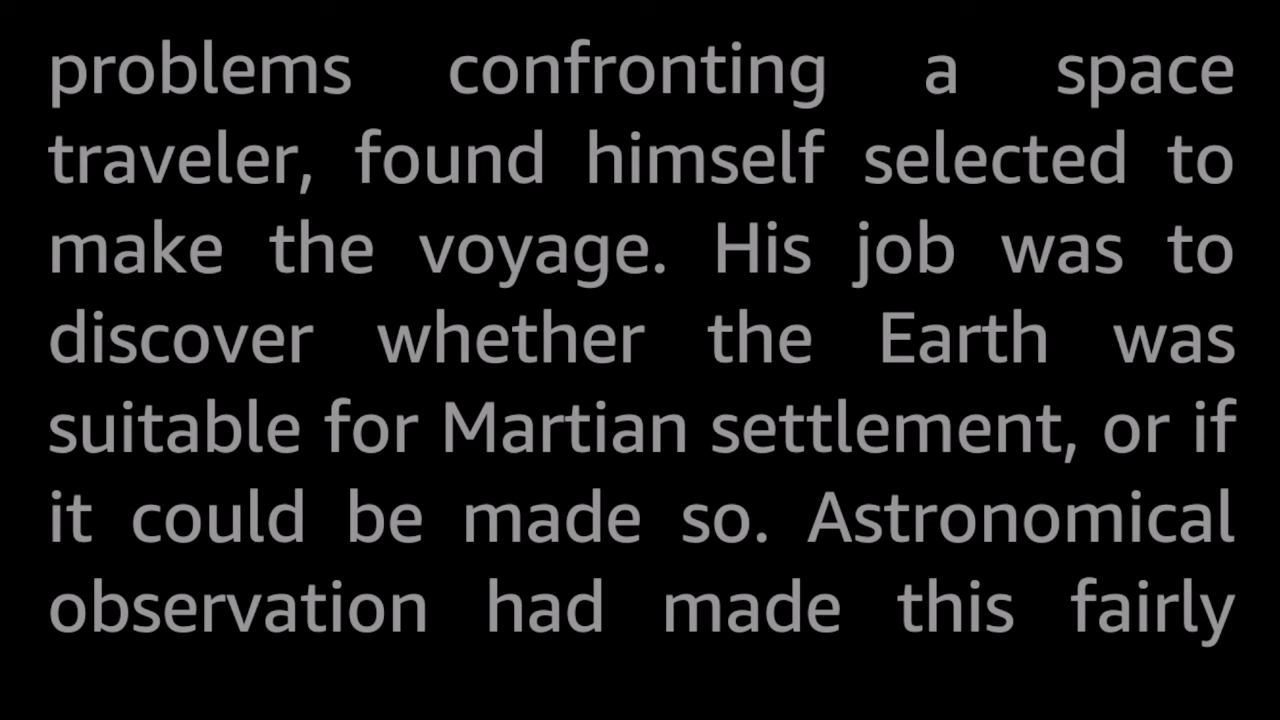 problems confronting a space
traveler, found himself selected to
make the voyage. His job was to
discover whether the Earth was
suitable for Martian settlement, or if
it could be made so. Astronomical
observation had made this fairly